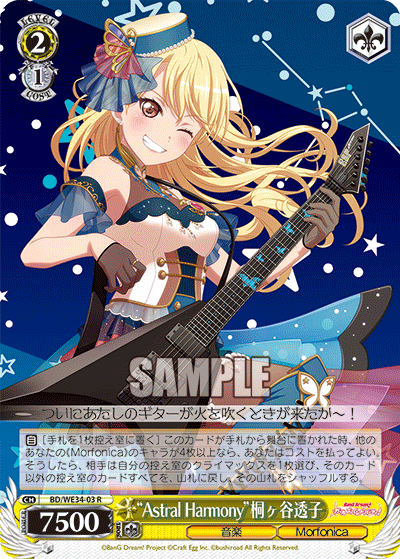 LEVEL
2
1
COST
SAMPLE
ついにあたしのギターが火を吹くときが来たか～！
自 [手札を1枚控え室に置く] このカードが手札から舞台に置かれた時、他の
あなたの《Morfonica》のキャラが4枚以上なら、あなたはコストを払ってよい。
そうしたら、相手は自分の控え室のクライマックスを1枚選び、そのカード
以外の控え室のカードすべてを、山札に戻し、その山札をシャッフルする。
CH BD/WE34-03 R
7500
"Astral Harmony"桐ヶ谷透子
音楽
Morfonica
©BanG Dream! Project ©Craft Egg Inc. ©bushiroad All Rights Reserved.